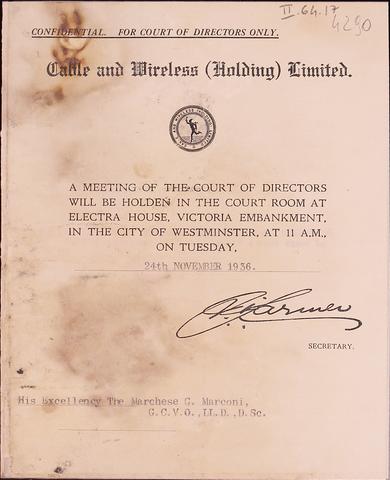 II.64.17
4290
CONFIDENTIAL. FOR COURT OF DIRECTORS ONLY.
Cable and Wireless (Holding) Limited.
A MEETING OF THE COURT OF DIRECTORS
WILL BE HOLDEN IN THE COURT ROOM AT
ELECTRA HOUSE, VICTORIA EMBANKMENT,
IN THE CITY OF WESTMINSTER, AT 11 A.M.,
ON TUESDAY,
24th NOVEMBER 1936.
SECRETARY.
His Excellency The Marchese G. Marconi,
G.C.V.O.,LL.D.,D.Sc.